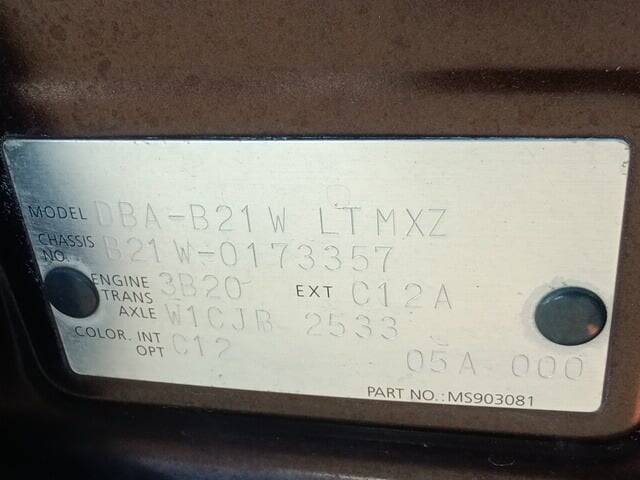 MODEL DBA-B21W LTMXZ
CHASSIS NO. B21W-0173357
ENGINE 3B20 EXT C12A
TRANS AXLE W1CJB 2533
COLOR. INT C12
OPT 05A 000
PART NO.:MS903081